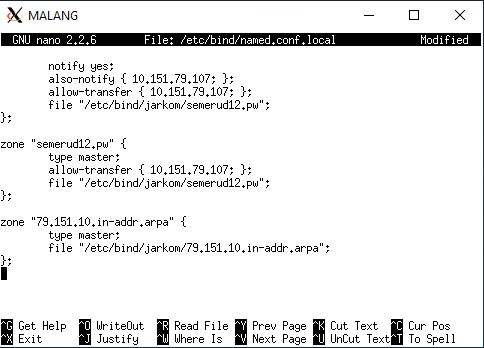 MALANG
GNU nano 2.2.6 File: /etc/bind/named.conf.local Modified
notify yes;
also-notify { 10.151.79.107; };
allow-transfer { 10.151.79.107; };
file "/etc/bind/jarkom/semerud12.pw";
};
zone "semerud12.pw" {
type master;
allow-transfer { 10.151.79.107; };
file "/etc/bind/jarkom/semerud12.pw";
};
zone "79.151.10.in-addr.arpa" {
type master;
file "/etc/bind/jarkom/79.151.10.in-addr.arpa";
};
^G Get Help ^O WriteOut ^R Read File ^Y Prev Page ^K Cut Text ^C Cur Pos
^X Exit ^J Justify ^W Where Is ^V Next Page ^U UnCut Text ^T To Spell